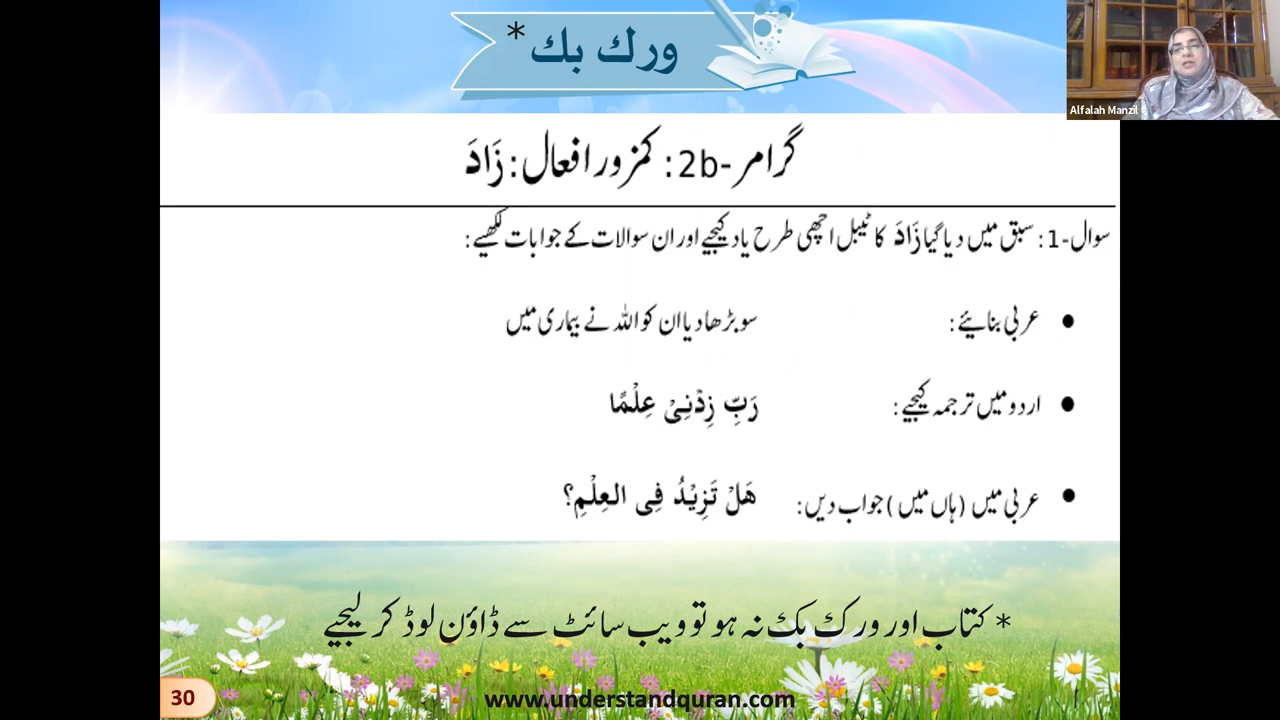 ورك بك *
Alfalah Manzil
گرامر -2b: کمزور افعال: زَادَ
سوال-1: سبق میں دیا گیا زَادَ کا ٹیبل اچھی طرح یاد کیجیے اور ان سوالات کے جوابات لکھیے:
• عربی بنایئے: سو بڑھا دیا ان کو اللہ نے بیماری میں
• اردو میں ترجمہ کیجیے: رَبِّ زِدْنِیْ عِلْمًا
• عربی میں (ہاں میں) جواب دیں: هَلْ تَزِيْدُ فِى الْعِلْمِ؟
* کتاب اور ورک بک نہ ہو تو ویب سائٹ سے ڈاؤن لوڈ کر لیجیے
30
www.understandquran.com